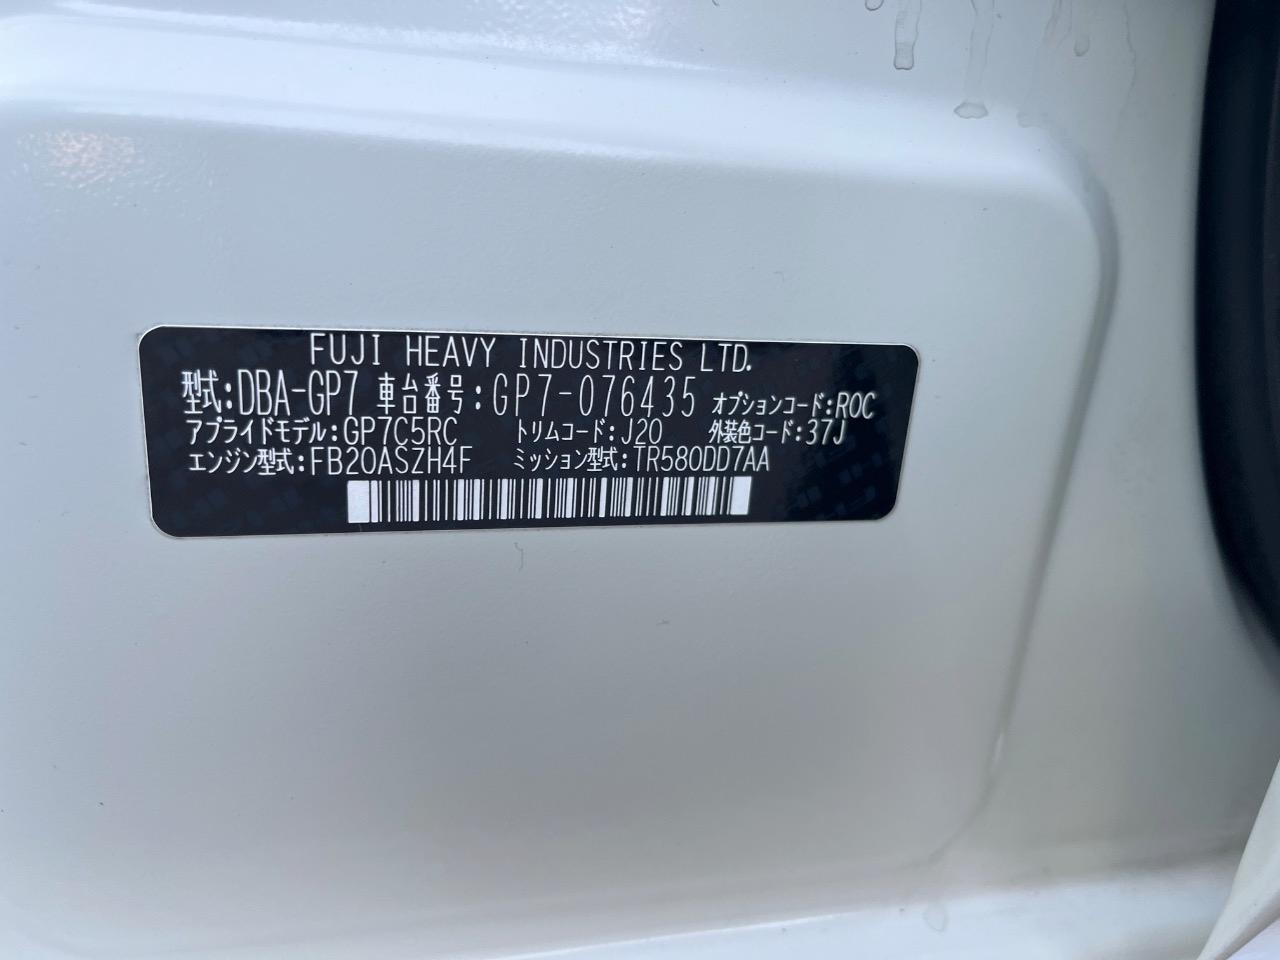 FUJI HEAVY INDUSTRIES LTD.
型式:DBA-GP7 車台番号:GP7-076435 オプションコード:ROC
アプライドモデル:GP7C5RC トリムコード:J20 外装色コード:37J
エンジン型式:FB20ASZH4F ミッション型式:TR580DD7AA